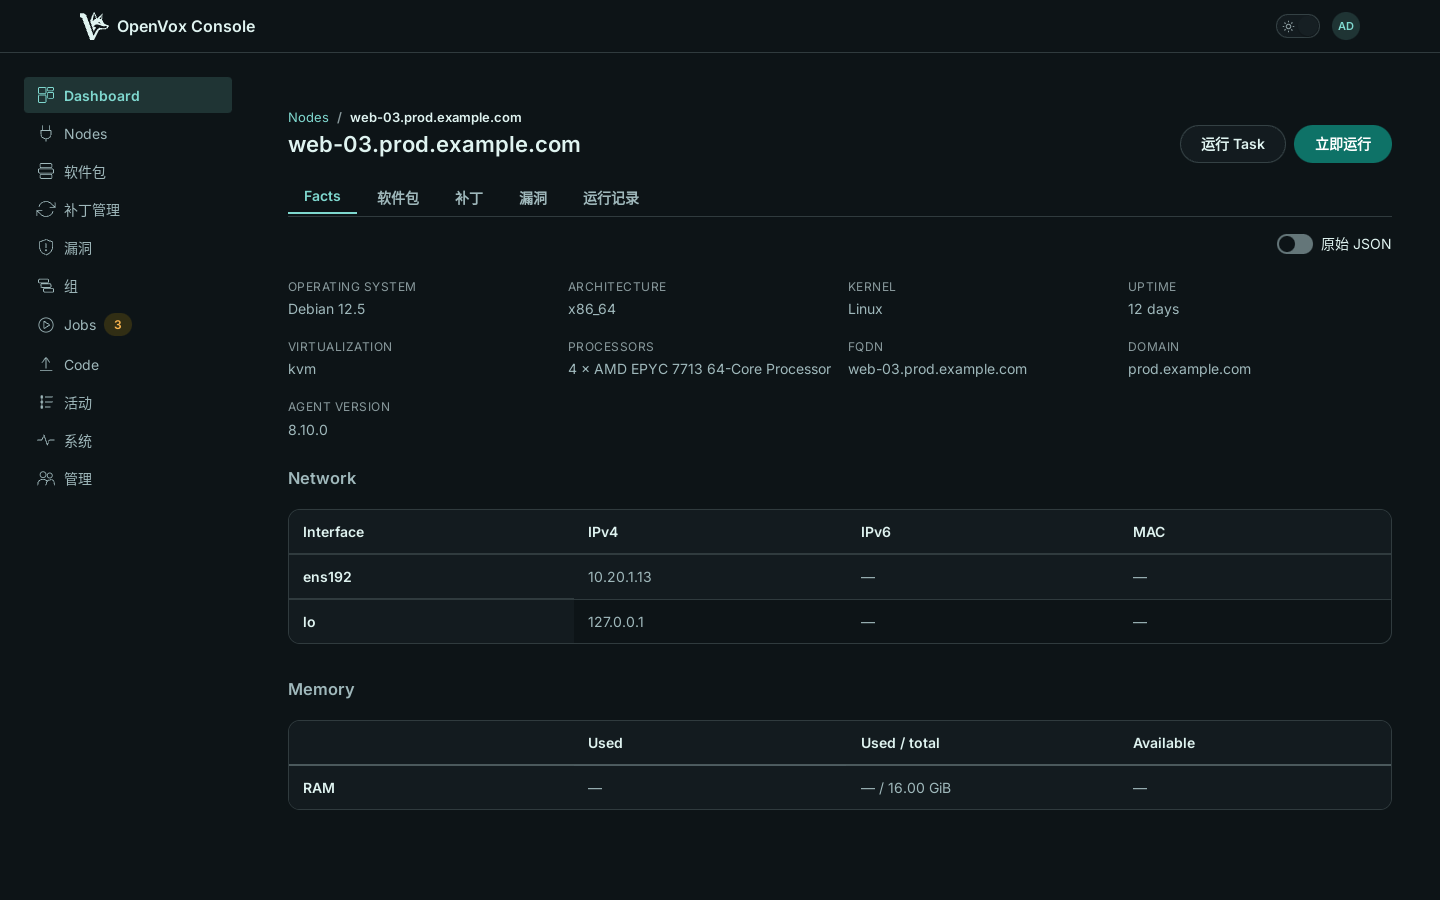 OpenVox Console
AD
Dashboard
Nodes
软件包
补丁管理
漏洞
组
Jobs 3
Code
活动
系统
管理
Nodes / web-03.prod.example.com
web-03.prod.example.com
运行 Task
立即运行
Facts 软件包 补丁 漏洞 运行记录
原始 JSON
OPERATING SYSTEM ARCHITECTURE KERNEL UPTIME
Debian 12.5 x86_64 Linux 12 days
VIRTUALIZATION PROCESSORS FQDN DOMAIN
kvm 4 × AMD EPYC 7713 64-Core Processor web-03.prod.example.com prod.example.com
AGENT VERSION
8.10.0
Network
Interface IPv4 IPv6 MAC
ens192 10.20.1.13 — —
lo 127.0.0.1 — —
Memory
Used Used / total Available
RAM — — / 16.00 GiB —